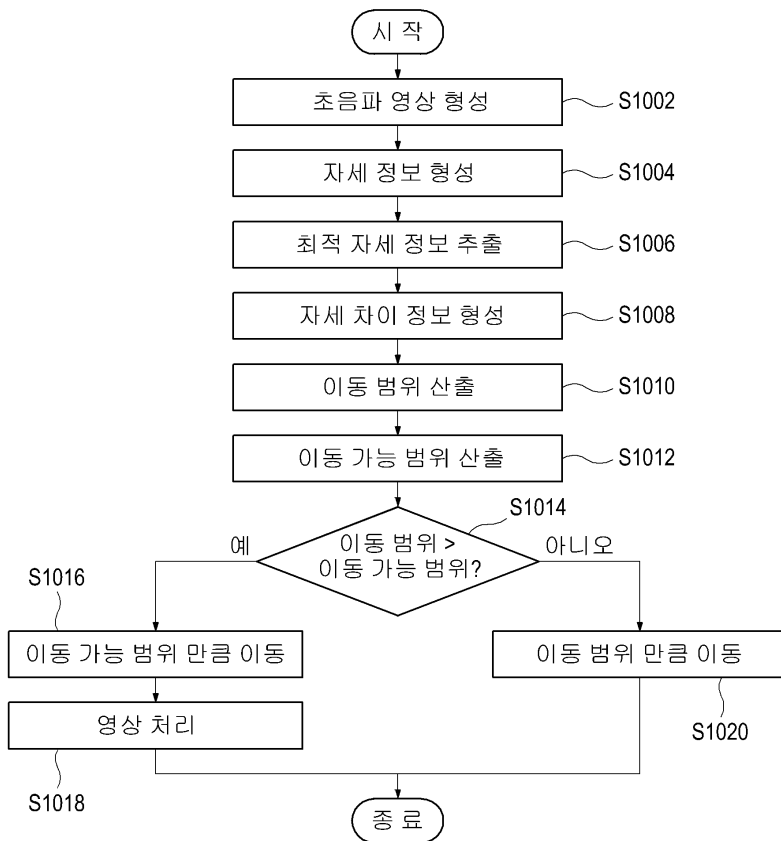 시 작
초음파 영상 형성
S1002
자세 정보 형성
S1004
최적 자세 정보 추출
S1006
자세 차이 정보 형성
S1008
이동 범위 산출
S1010
이동 가능 범위 산출
S1012
S1014
이동 범위 >
이동 가능 범위?
예
아니오
S1016
이동 가능 범위 만큼 이동
이동 범위 만큼 이동
S1020
영상 처리
S1018
종 료